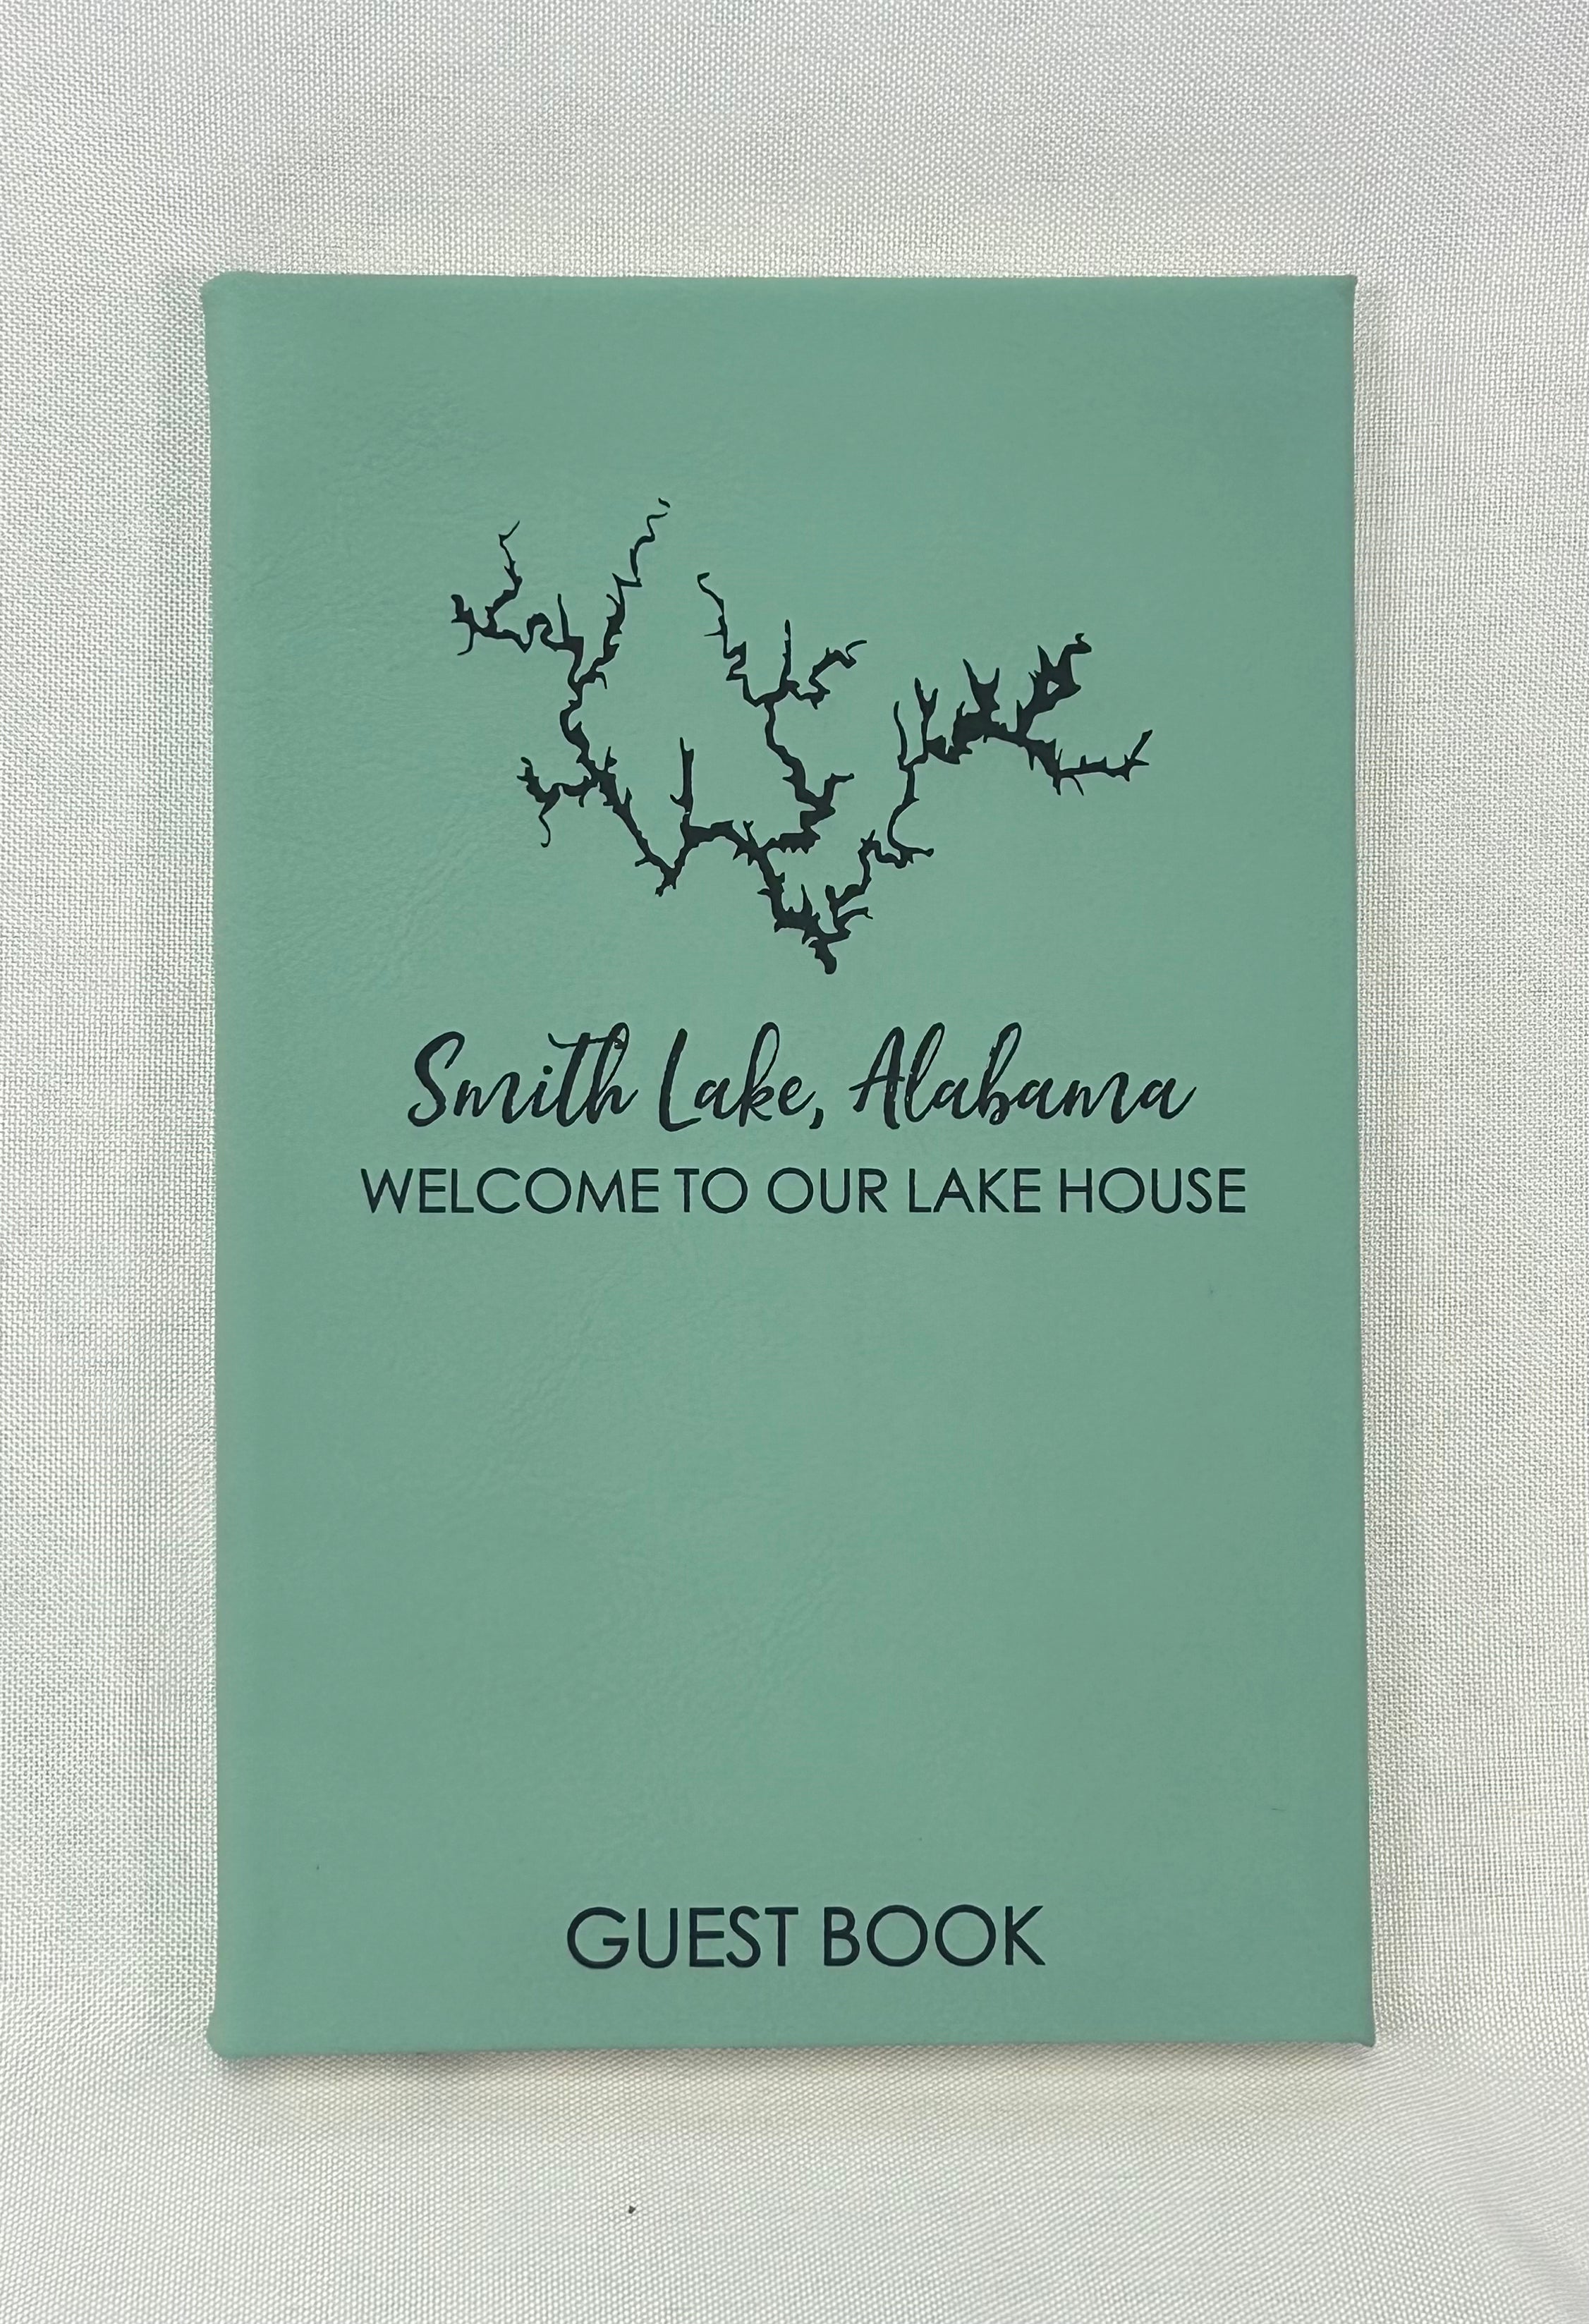 Smith Lake, Alabama
WELCOME TO OUR LAKE HOUSE
GUEST BOOK